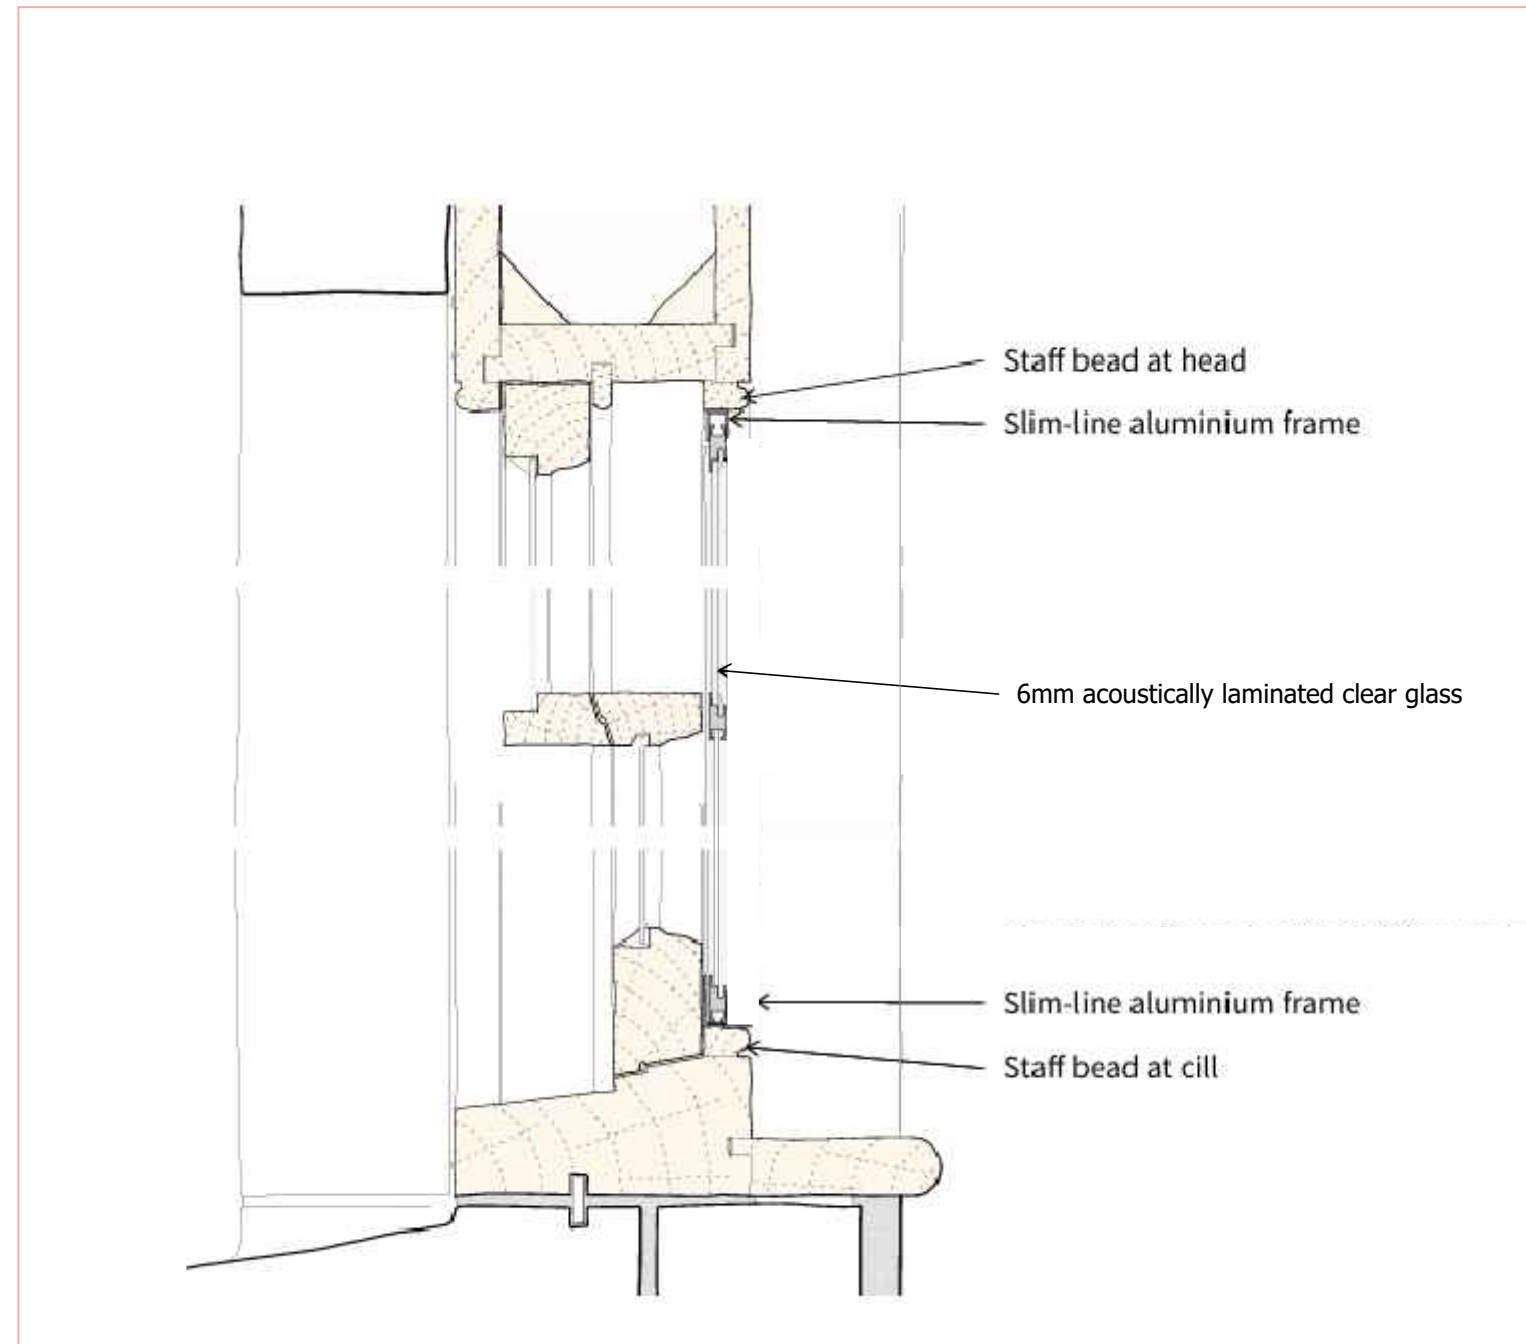 Staff bead at head
Slim-line aluminium frame
6mm acoustically laminated clear glass
Slim-line aluminium frame
Staff bead at cill